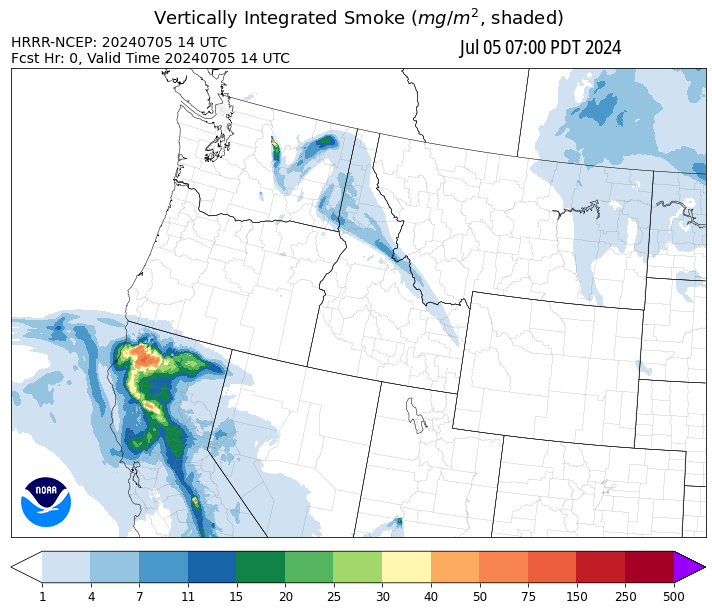 Vertically Integrated Smoke (mg/m², shaded)
HRRR-NCEP: 20240705 14 UTC
Jul 05 07:00 PDT 2024
Fcst Hr: 0, Valid Time 20240705 14 UTC
NOAA
1 4 7 11 15 20 25 30 40 50 75 150 250 500